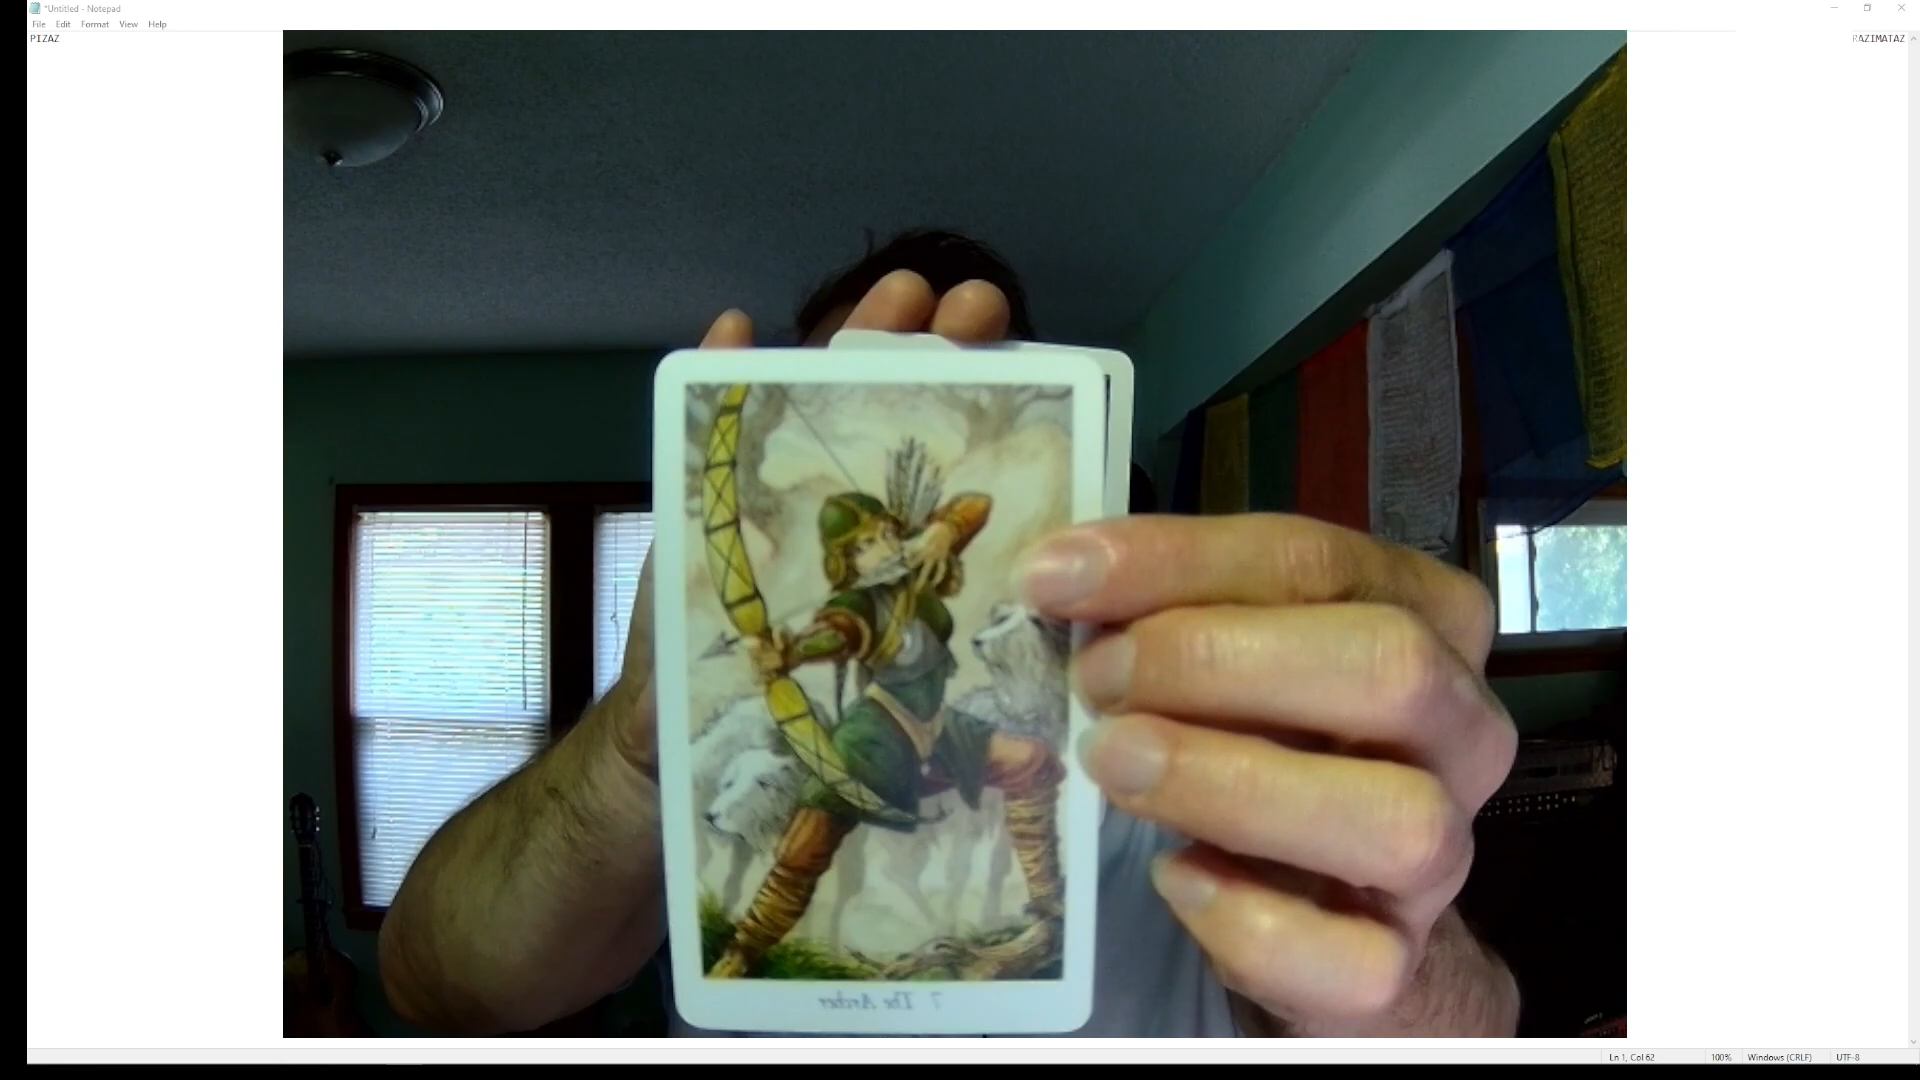 *Untitled - Notepad
File Edit Format View Help
PIZAZ RAZIMATAZ
7 The Archer
Ln 1, Col 62 100% Windows (CRLF) UTF-8